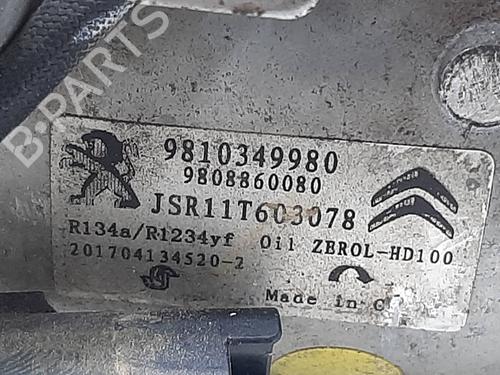 B-PARTS
9810349980
9808860080
JSR11T603078
R134a/R1234yf Oil ZBROL-HD100
201704134520-2
Made in C